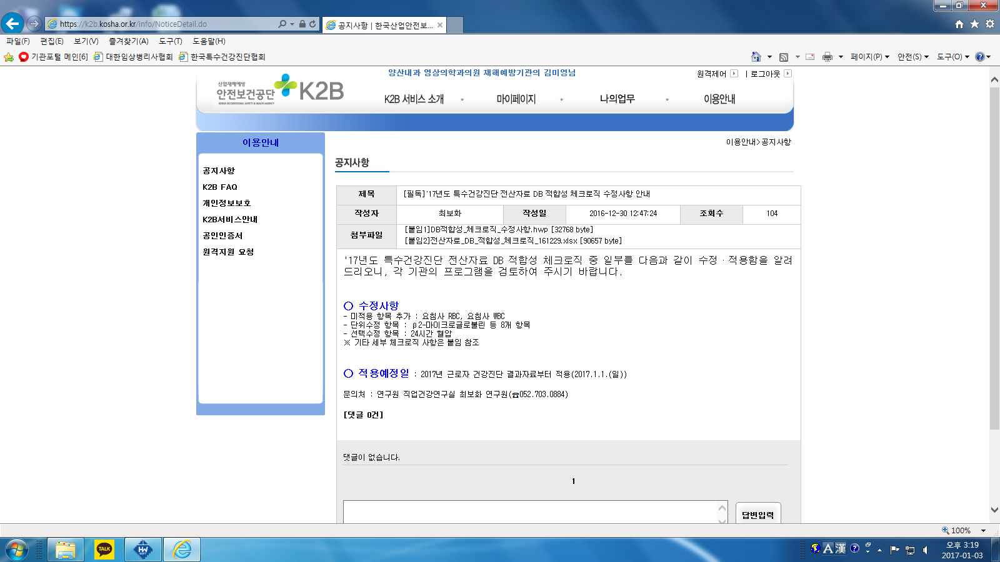 https://k2b.kosha.or.kr/info/NoticeDetail.do
공지사항 | 한국산업안전보...
파일(F) 편집(E) 보기(V) 즐겨찾기(A) 도구(T) 도움말(H)
기관포털 메인[6] 대한임상병리사협회 한국특수건강진단협회
페이지(P) 안전(S) 도구(O)
양산내과 영상의학과의원 재해예방기관의 김미영님
원격제어 | 로그아웃
산업재해예방
안전보건공단
KOREA OCCUPATIONAL SAFETY & HEALTH AGENCY
K2B
K2B 서비스 소개 마이페이지 나의업무 이용안내
이용안내
이용안내>공지사항
공지사항
K2B FAQ
개인정보보호
K2B서비스안내
공인인증서
원격지원 요청
공지사항
제목 [필독]'17년도 특수건강진단 전산자료 DB 적합성 체크로직 수정사항 안내
작성자 최보화 작성일 2016-12-30 12:47:24 조회수 104
첨부파일
[붙임1]DB적합성_체크로직_수정사항.hwp [32768 byte]
[붙임2]전산자료_DB_적합성_체크로직_161229.xlsx [90657 byte]
'17년도 특수건강진단 전산자료 DB 적합성 체크로직 중 일부를 다음과 같이 수정 · 적용함을 알려
드리오니, 각 기관의 프로그램을 검토하여 주시기 바랍니다.
○ 수정사항
- 미적용 항목 추가 : 요침사 RBC, 요침사 WBC
- 단위수정 항목 : β2-마이크로글로불린 등 8개 항목
- 선택수정 항목 : 24시간 혈압
※ 기타 세부 체크로직 사항은 붙임 참조
○ 적용예정일 : 2017년 근로자 건강진단 결과자료부터 적용(2017.1.1.(일))
문의처 : 연구원 직업건강연구실 최보화 연구원(☎052.703.0884)
[댓글 0건]
댓글이 없습니다.
1
답변입력
100%
TALK
HW
SOFT
A 漢
오후 3:19
2017-01-03